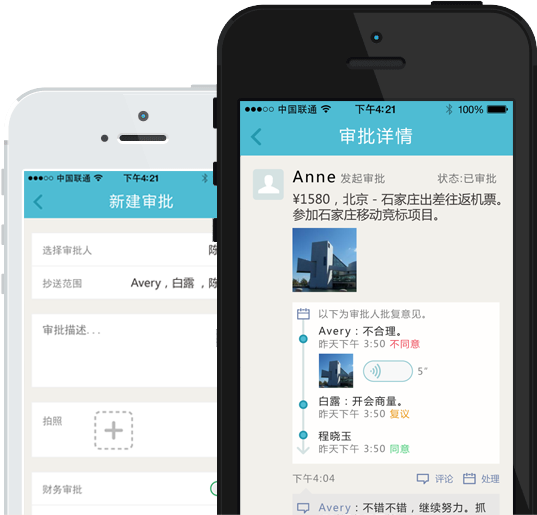 中国联通 下午4:21
新建审批
选择审批人
抄送范围 Avery，白露，陈
审批描述...
拍照
财务审批
中国联通 下午4:21 100%
审批详情
Anne 发起审批 状态:已审批
¥1580，北京－石家庄出差往返机票。
参加石家庄移动竞标项目。
以下为审批人批复意见。
Avery：不合理。
昨天下午 3:50 不同意
5"
白露：开会商量。
昨天下午 3:50 复议
程晓玉
昨天下午 3:50 同意
下午4:04 评论 处理
Avery：不错不错，继续努力。抓